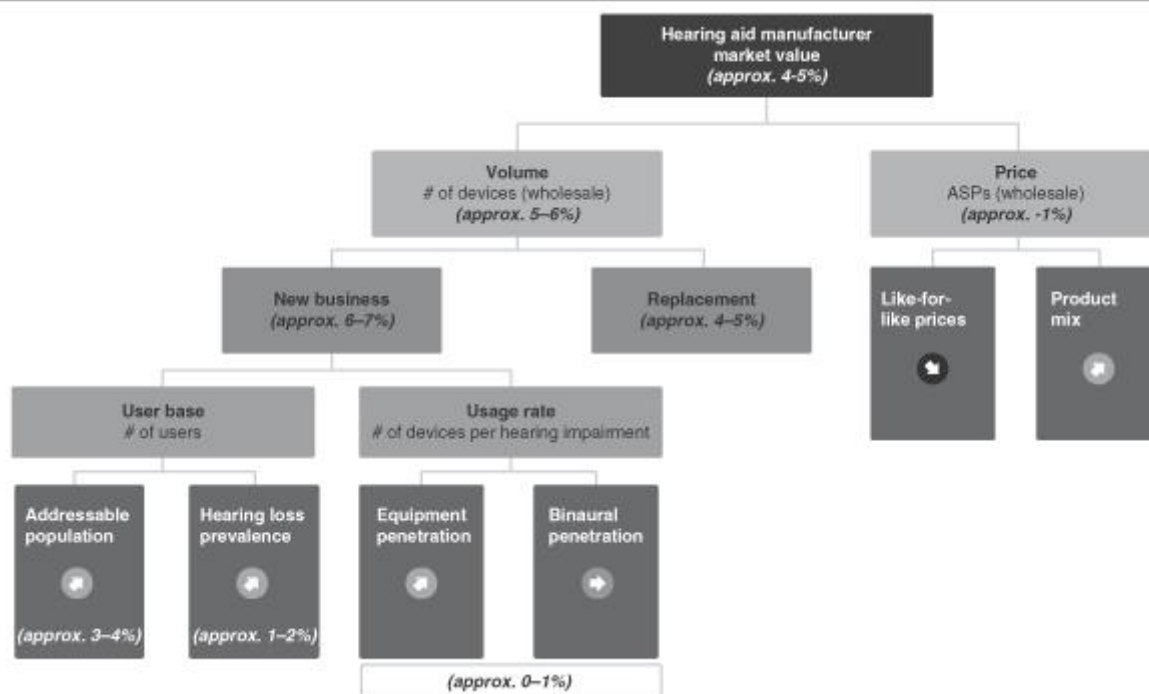 Hearing aid manufacturer
market value
(approx. 4-5%)
Volume
# of devices (wholesale)
(approx. 5–6%)
Price
ASPs (wholesale)
(approx. -1%)
New business
(approx. 6–7%)
Replacement
(approx. 4–5%)
Like-for-
like prices
Product
mix
User base
# of users
Usage rate
# of devices per hearing impairment
Addressable
population
(approx. 3–4%)
Hearing loss
prevalence
(approx. 1–2%)
Equipment
penetration
Binaural
penetration
(approx. 0–1%)